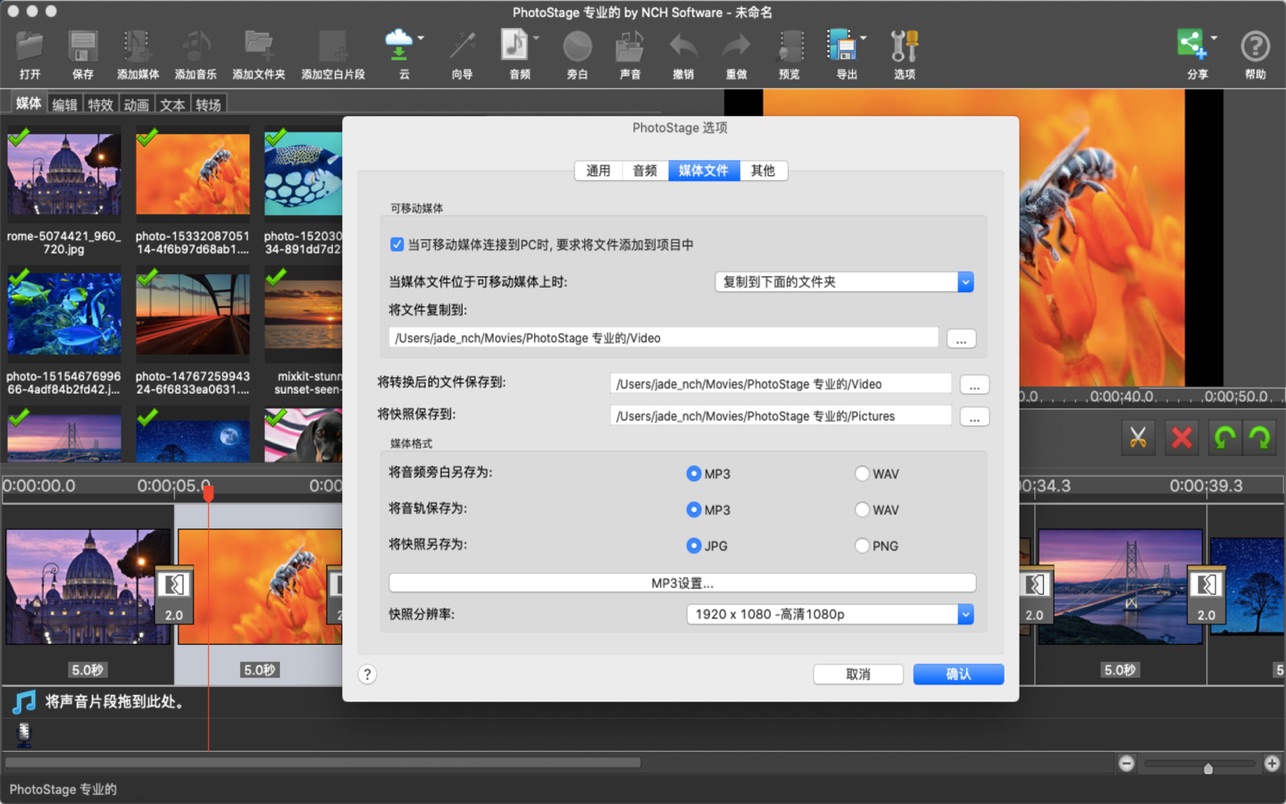 PhotoStage 专业的 by NCH Software - 未命名
打开 保存 添加媒体 添加音乐 添加文件夹 添加空白片段 云 向导 音频 旁白 声音 撤销 重做 预览 导出 选项 分享 帮助
媒体 编辑 特效 动画 文本 转场
rome-5074421_960_
720.jpg
photo-15332087051
14-4f6b97d68ab1....
photo-152030
34-891dd7d2
photo-15154676996
66-4adf84b2fd42.j...
photo-14767259943
24-6f6833ea0631....
mixkit-stunn
sunset-seen-
PhotoStage 选项
通用 音频 媒体文件 其他
可移动媒体
当可移动媒体连接到PC时, 要求将文件添加到项目中
当媒体文件位于可移动媒体上时: 复制到下面的文件夹
将文件复制到:
/Users/jade_nch/Movies/PhotoStage 专业的/Video ...
将转换后的文件保存到: /Users/jade_nch/Movies/PhotoStage 专业的/Video ...
将快照保存到: /Users/jade_nch/Movies/PhotoStage 专业的/Pictures ...
媒体格式
将音频旁白另存为: MP3 WAV
将音轨保存为: MP3 WAV
将快照另存为: JPG PNG
MP3设置...
快照分辨率: 1920 x 1080 -高清1080p
? 取消 确认
0.0 0:00:40.0 0:00:50.0
0:00:00.0 0:00:05.0 0:00 0:34.3 0:00:39.3
2.0 2 2.0 2.0
5.0秒 5.0秒 5.0秒 5
将声音片段拖到此处。
PhotoStage 专业的